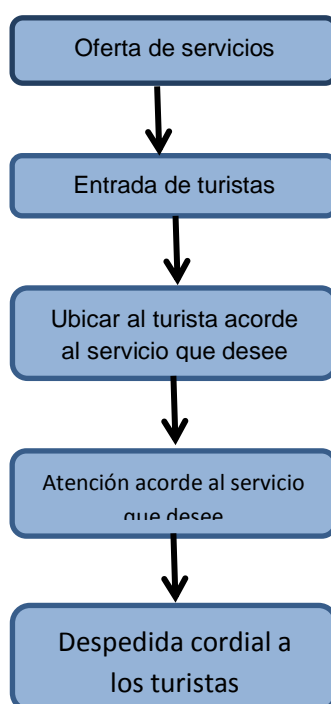 Oferta de servicios
Entrada de turistas
Ubicar al turista acorde
al servicio que desee
Atención acorde al servicio
que desee
Despedida cordial a
los turistas